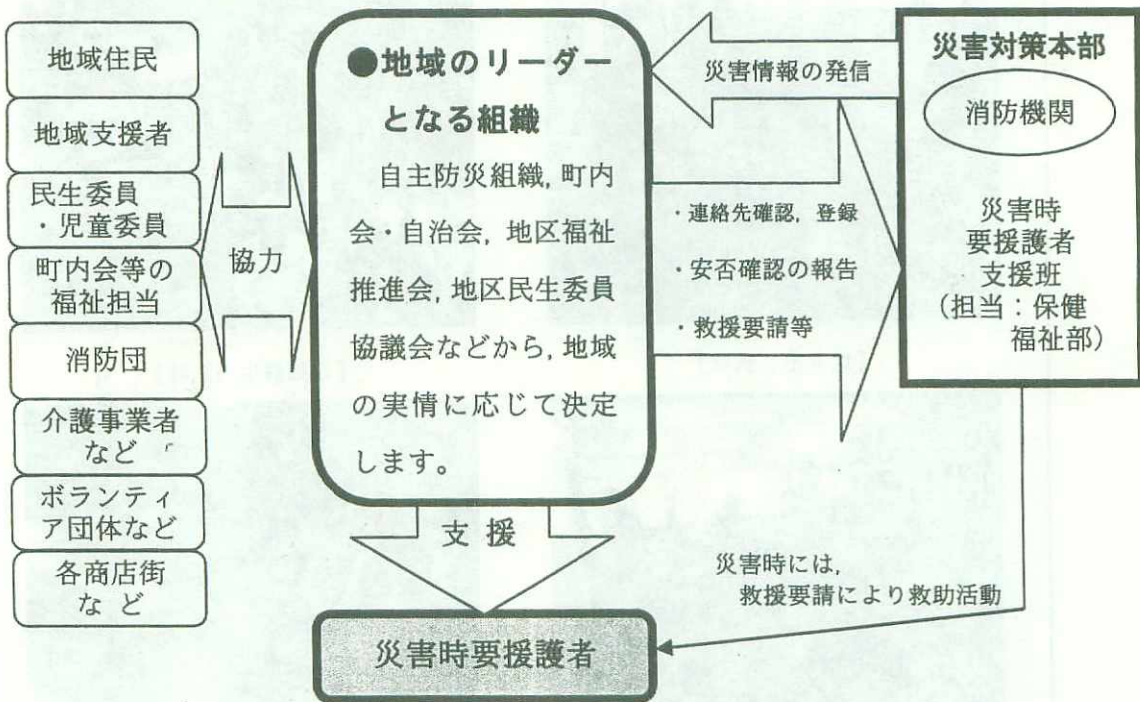 地域住民
地域支援者
民生委員
・児童委員
町内会等の
福祉担当
消防団
介護事業者
など
ボランティ
ア団体など
各商店街
な ど
協力
●地域のリーダー
となる組織
自主防災組織，町内
会・自治会，地区福祉
推進会，地区民生委員
協議会などから，地域
の実情に応じて決定
します。
支 援
災害時要援護者
災害情報の発信
・連絡先確認，登録
・安否確認の報告
・救援要請等
災害対策本部
消防機関
災害時
要援護者
支援班
（担当：保健
福祉部）
災害時には，
救援要請により救助活動